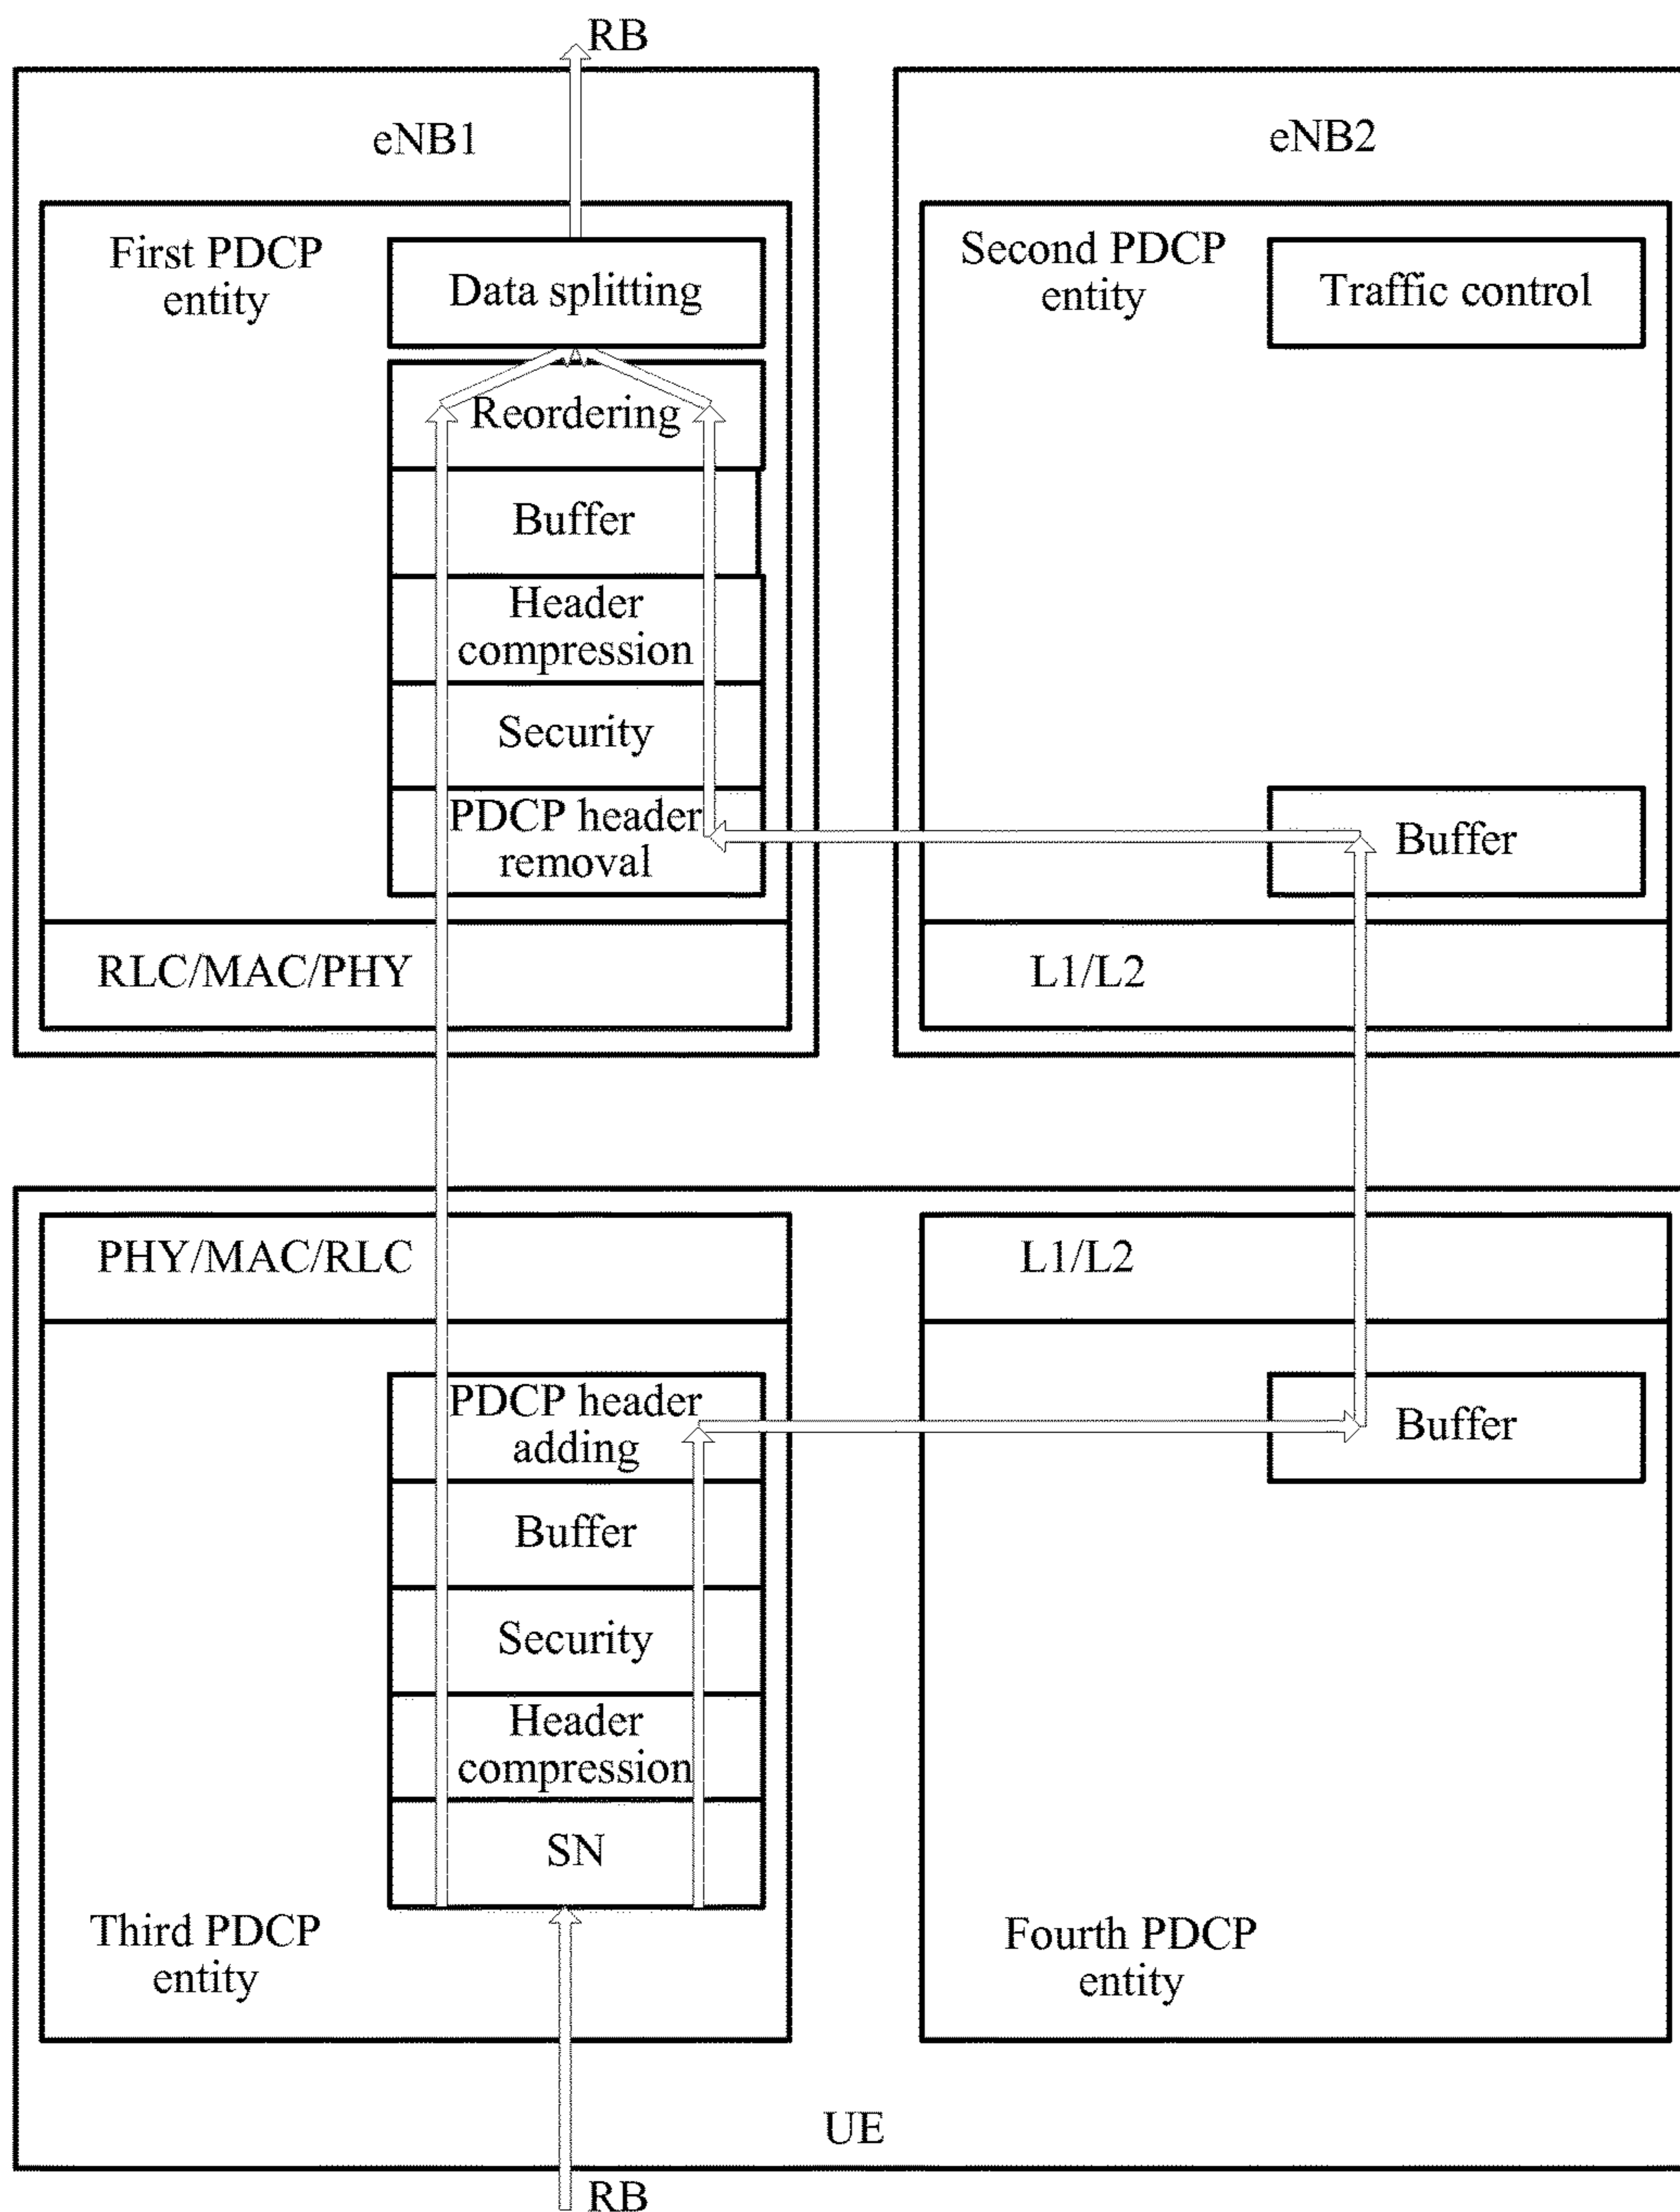 RB
eNB1
First PDCP
entity
Data splitting
Reordering
Buffer
Header
compression
Security
PDCP header
removal
RLC/MAC/PHY
eNB2
Second PDCP
entity
Traffic control
Buffer
L1/L2
PHY/MAC/RLC
PDCP header
adding
Buffer
Security
Header
compression
SN
Third PDCP
entity
L1/L2
Buffer
Fourth PDCP
entity
UE
RB